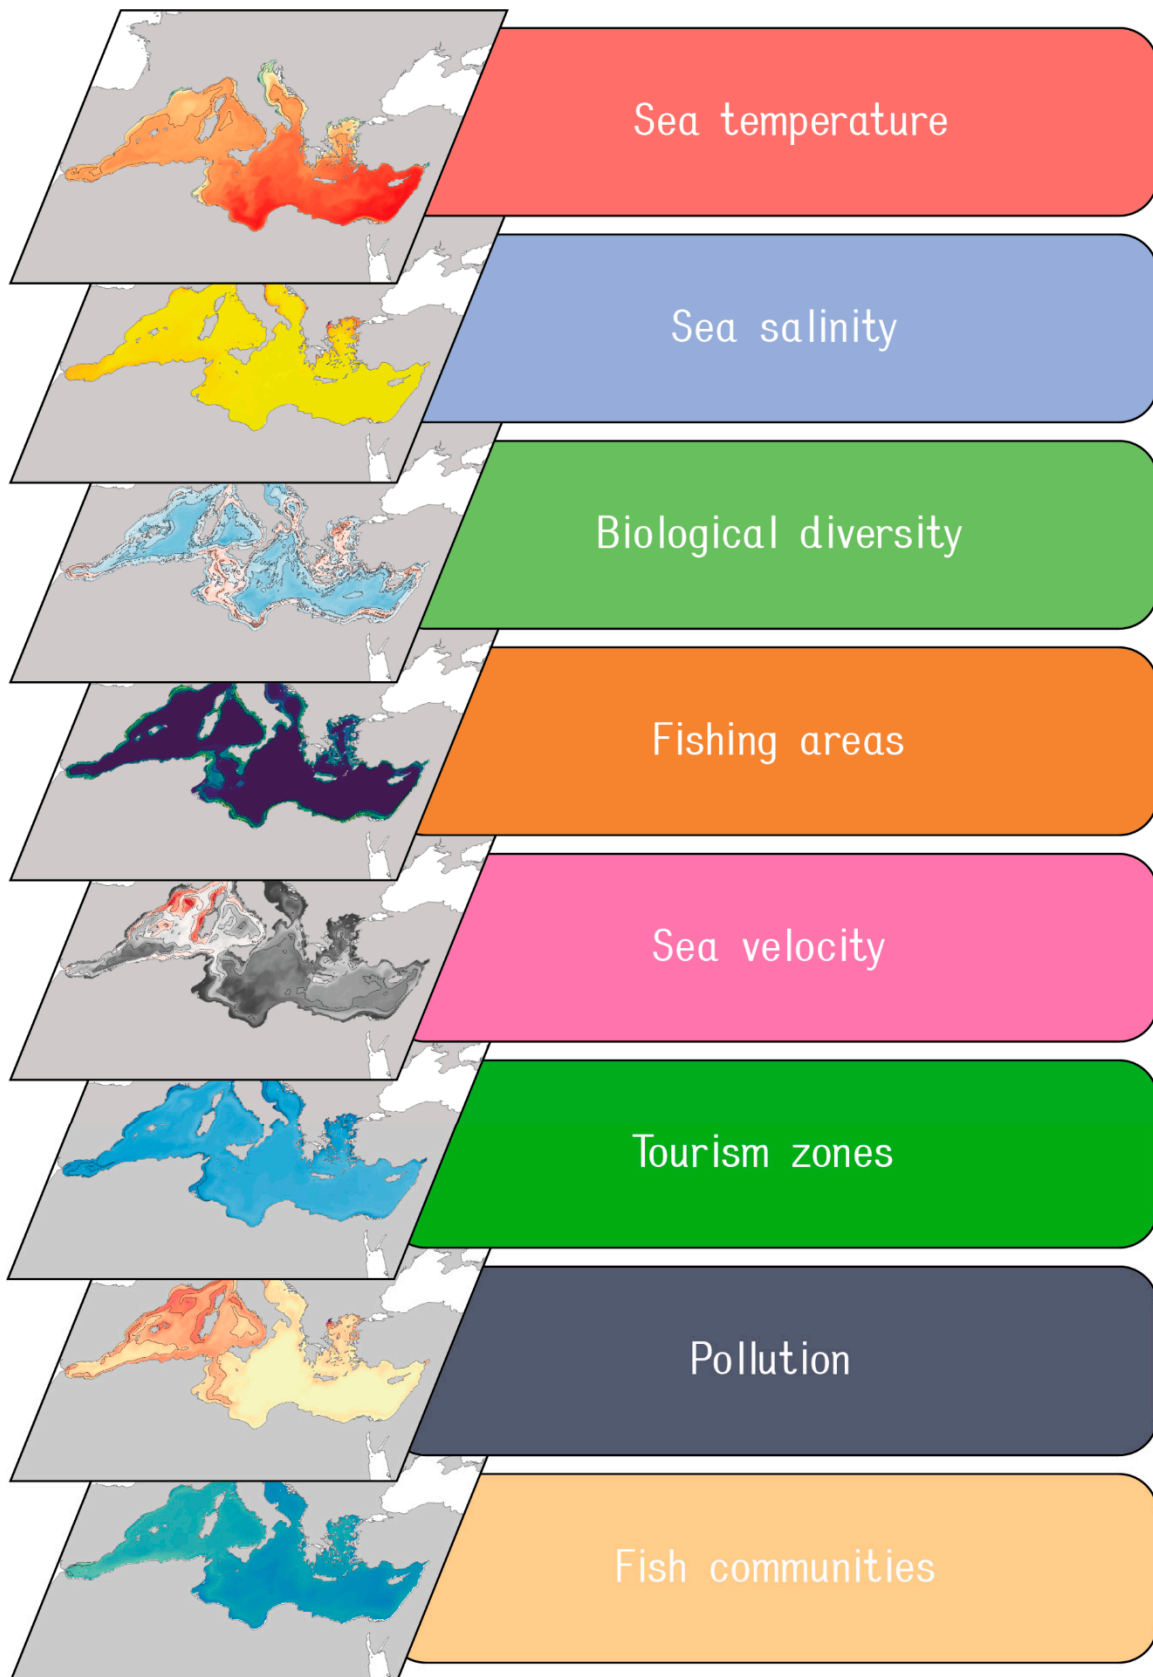 Sea temperature
Sea salinity
Biological diversity
Fishing areas
Sea velocity
Tourism zones
Pollution
Fish communities